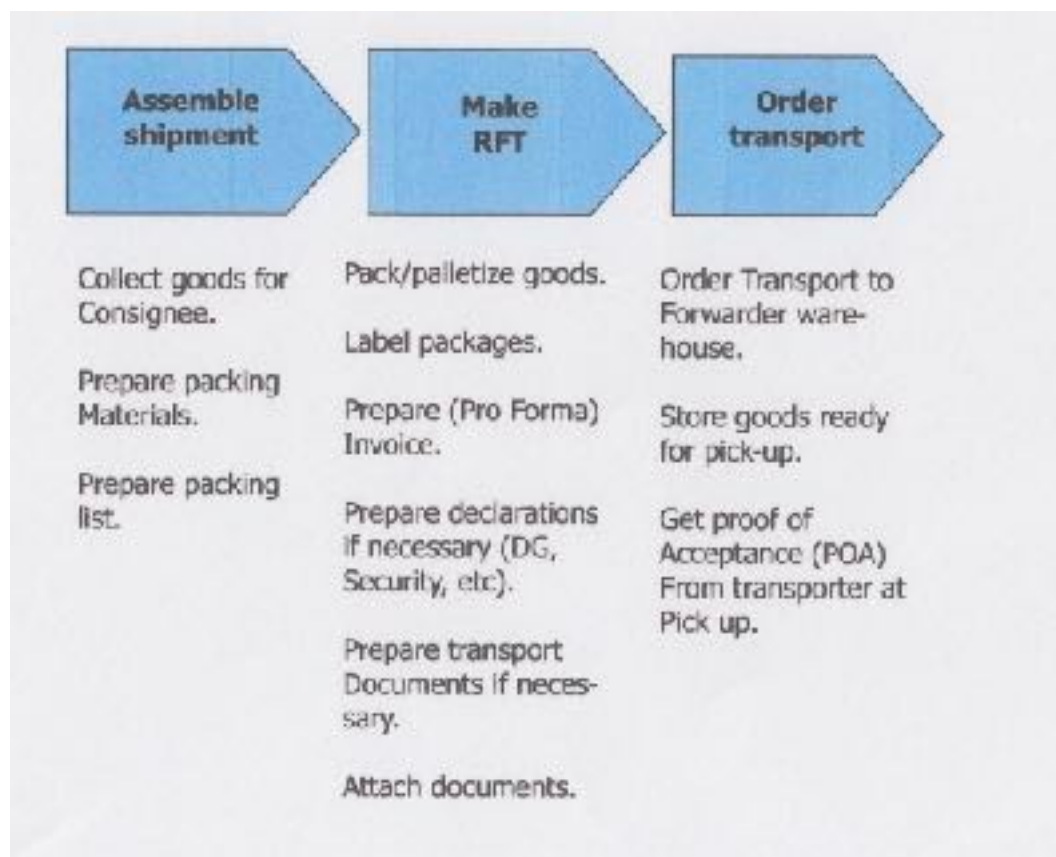 Assemble
shipment
Make
RFT
Order
transport
Collect goods for
Consignee.
Prepare packing
Materials.
Prepare packing
list.
Pack/palletize goods.
Label packages.
Prepare (Pro Forma)
Invoice.
Prepare declarations
if necessary (DG,
Security, etc).
Prepare transport
Documents if neces-
sary.
Attach documents.
Order Transport to
Forwarder ware-
house.
Store goods ready
for pick-up.
Get proof of
Acceptance (POA)
From transporter at
Pick up.